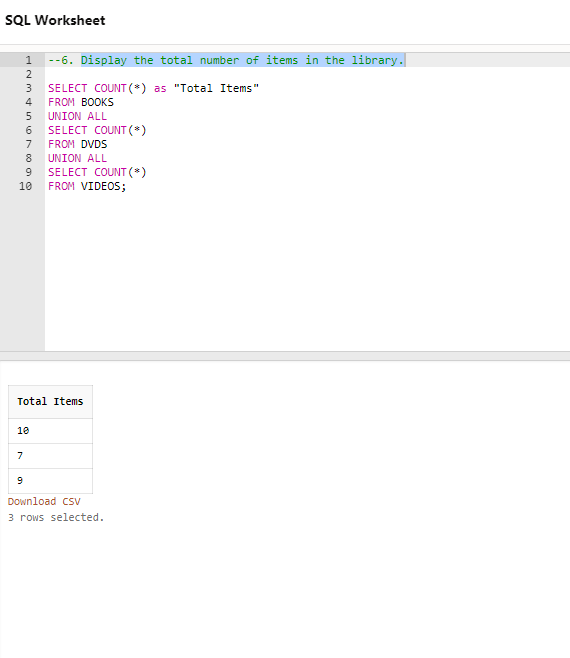 SQL Worksheet
1 --6. Display the total number of items in the library.
2
3 SELECT COUNT(*) as "Total Items"
4 FROM BOOKS
5 UNION ALL
6 SELECT COUNT(*)
7 FROM DVDS
8 UNION ALL
9 SELECT COUNT(*)
10 FROM VIDEOS;
Total Items
10
7
9
Download CSV
3 rows selected.